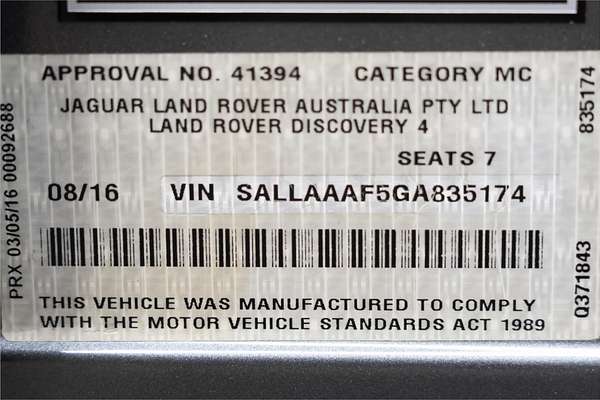 APPROVAL NO. 41394 CATEGORY MC
JAGUAR LAND ROVER AUSTRALIA PTY LTD
LAND ROVER DISCOVERY 4
SEATS 7
08/16 VIN SALLAAAF5GA835174
THIS VEHICLE WAS MANUFACTURED TO COMPLY
WITH THE MOTOR VEHICLE STANDARDS ACT 1989
PRX 03/05/16 00092688
835174
Q371843